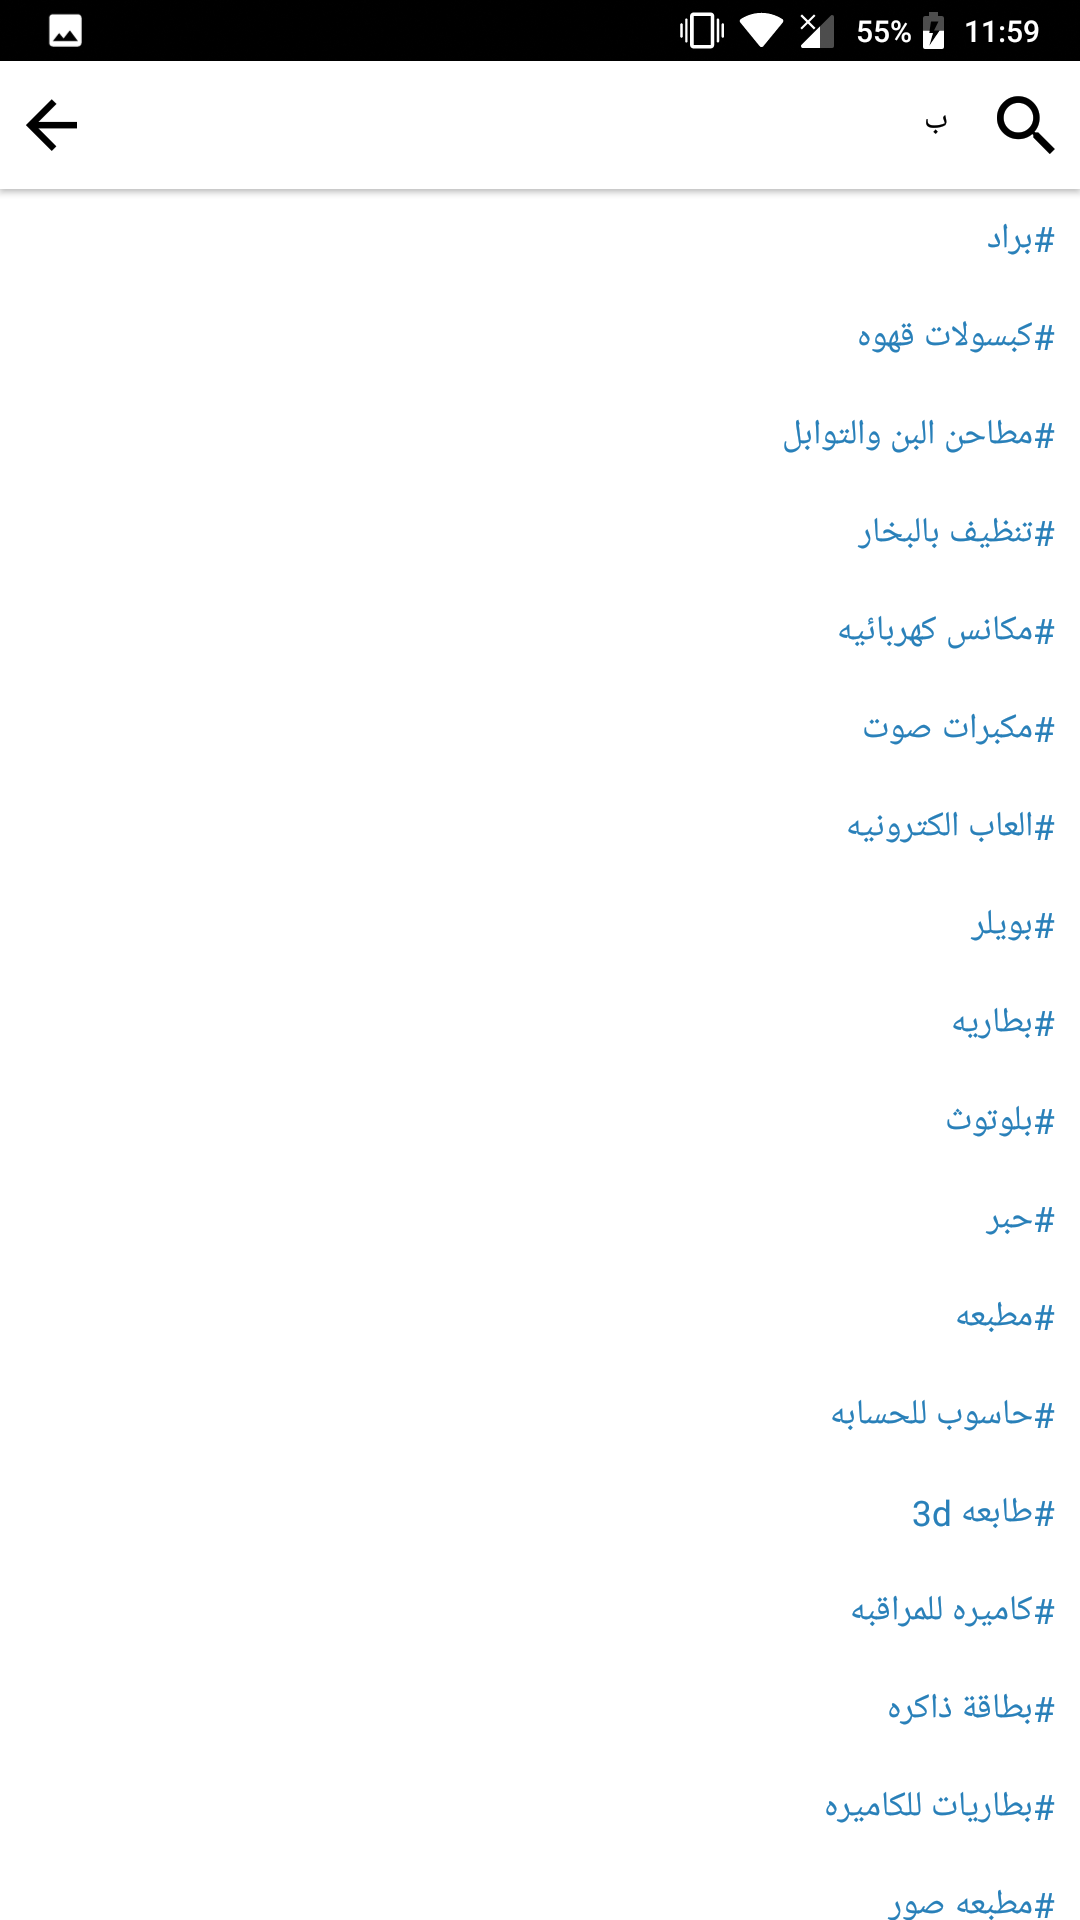 55% 11:59
ب
#براد
#كبسولات قهوه
#مطاحن البن والتوابل
#تنظيف بالبخار
#مكانس كهربائيه
#مكبرات صوت
#العاب الكترونيه
#بويلر
#بطاريه
#بلوتوث
#حبر
#مطبعه
#حاسوب للحسابه
#طابعه 3d
#كاميره للمراقبه
#بطاقة ذاكره
#بطاريات للكاميره
#مطبعه صور